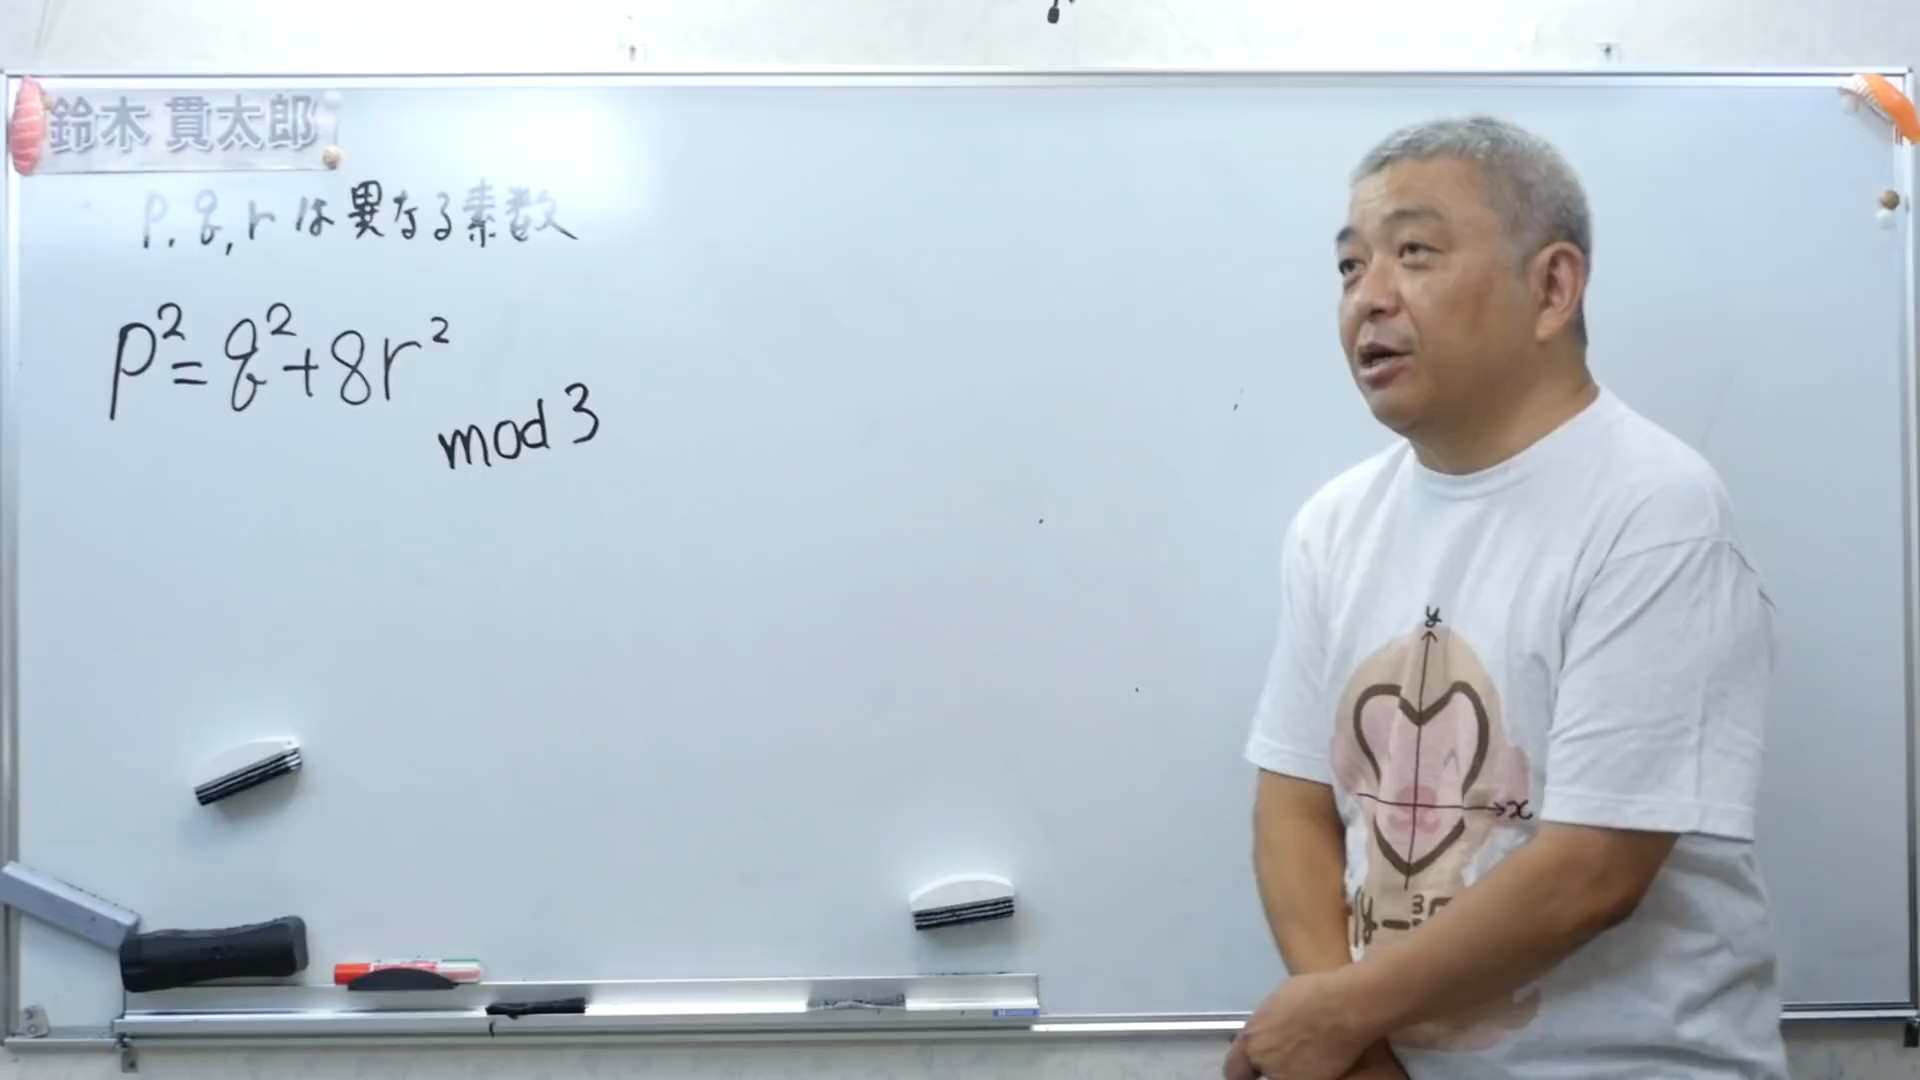 鈴木 貫太郎
p, q, r は異なる素数
p²=q²+8r²
mod 3
y
x